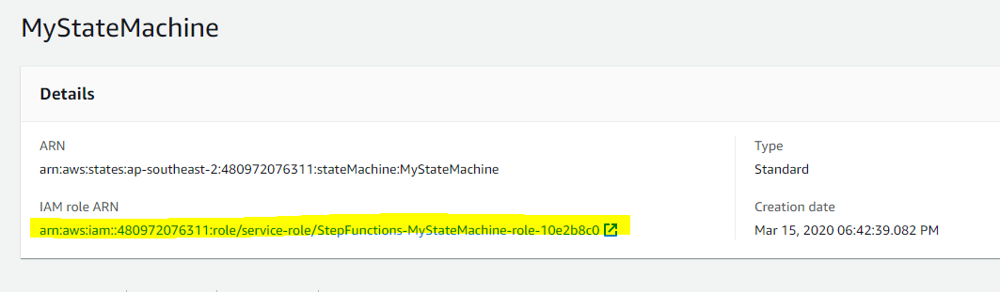 MyStateMachine
Details
ARN
arn:aws:states:ap-southeast-2:480972076311:stateMachine:MyStateMachine
Type
Standard
IAM role ARN
arn:aws:iam::480972076311:role/service-role/StepFunctions-MyStateMachine-role-10e2b8c0
Creation date
Mar 15, 2020 06:42:39.082 PM